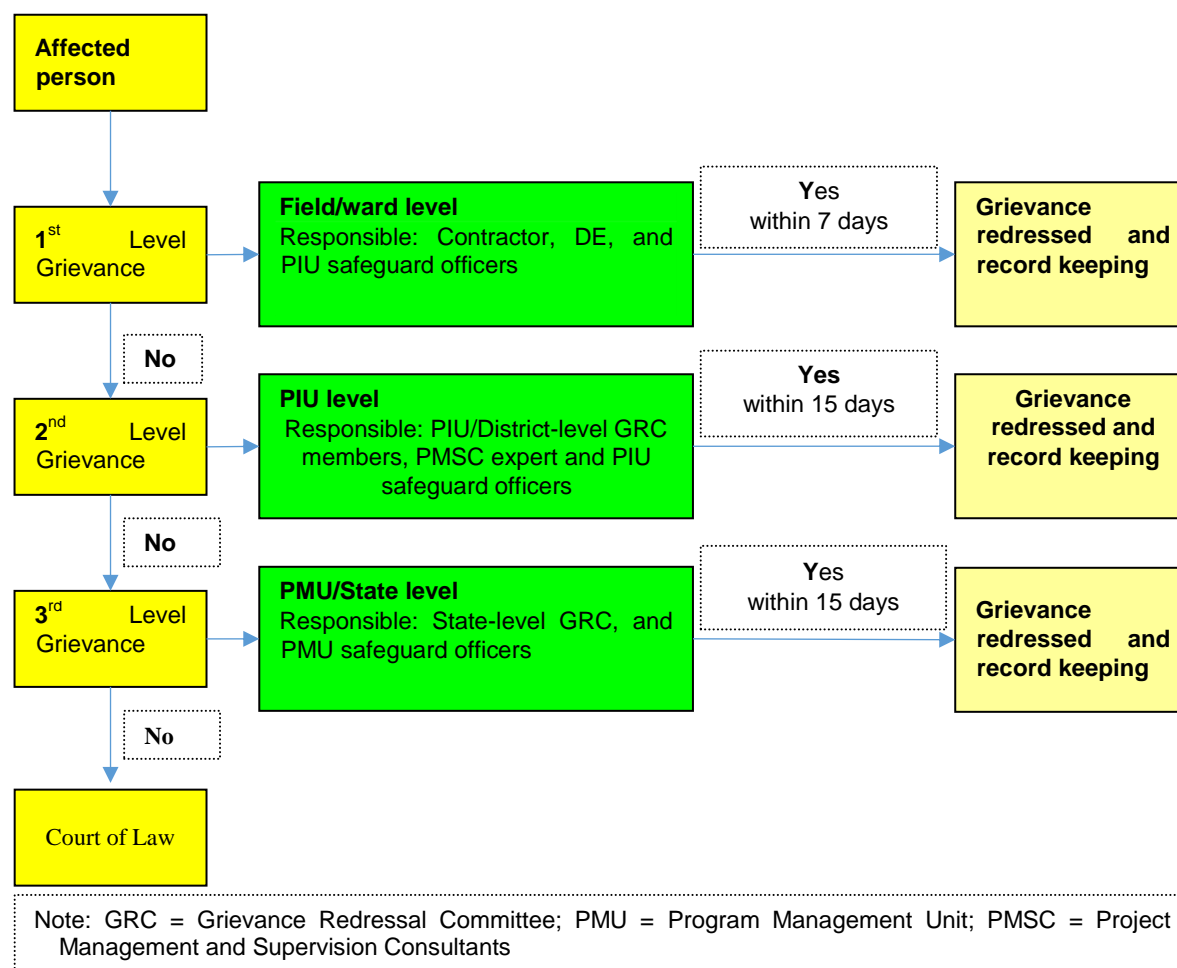 Affected
person
1st Level
Grievance
Field/ward level
Responsible: Contractor, DE, and
PIU safeguard officers
Yes
within 7 days
Grievance
redressed and
record keeping
No
2nd Level
Grievance
PIU level
Responsible: PIU/District-level GRC
members, PMSC expert and PIU
safeguard officers
Yes
within 15 days
Grievance
redressed and
record keeping
No
3rd Level
Grievance
PMU/State level
Responsible: State-level GRC, and
PMU safeguard officers
Yes
within 15 days
Grievance
redressed and
record keeping
No
Court of Law
Note: GRC = Grievance Redressal Committee; PMU = Program Management Unit; PMSC = Project
Management and Supervision Consultants